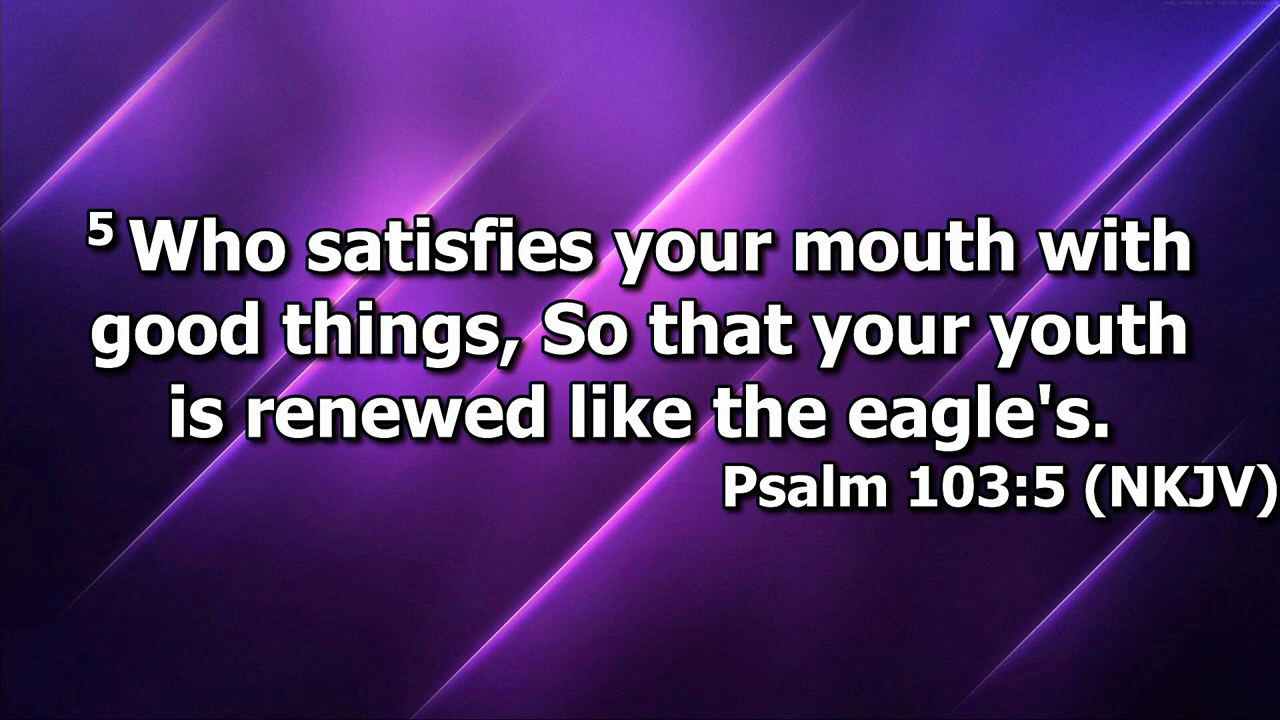 5 Who satisfies your mouth with
good things, So that your youth
is renewed like the eagle's.
Psalm 103:5 (NKJV)